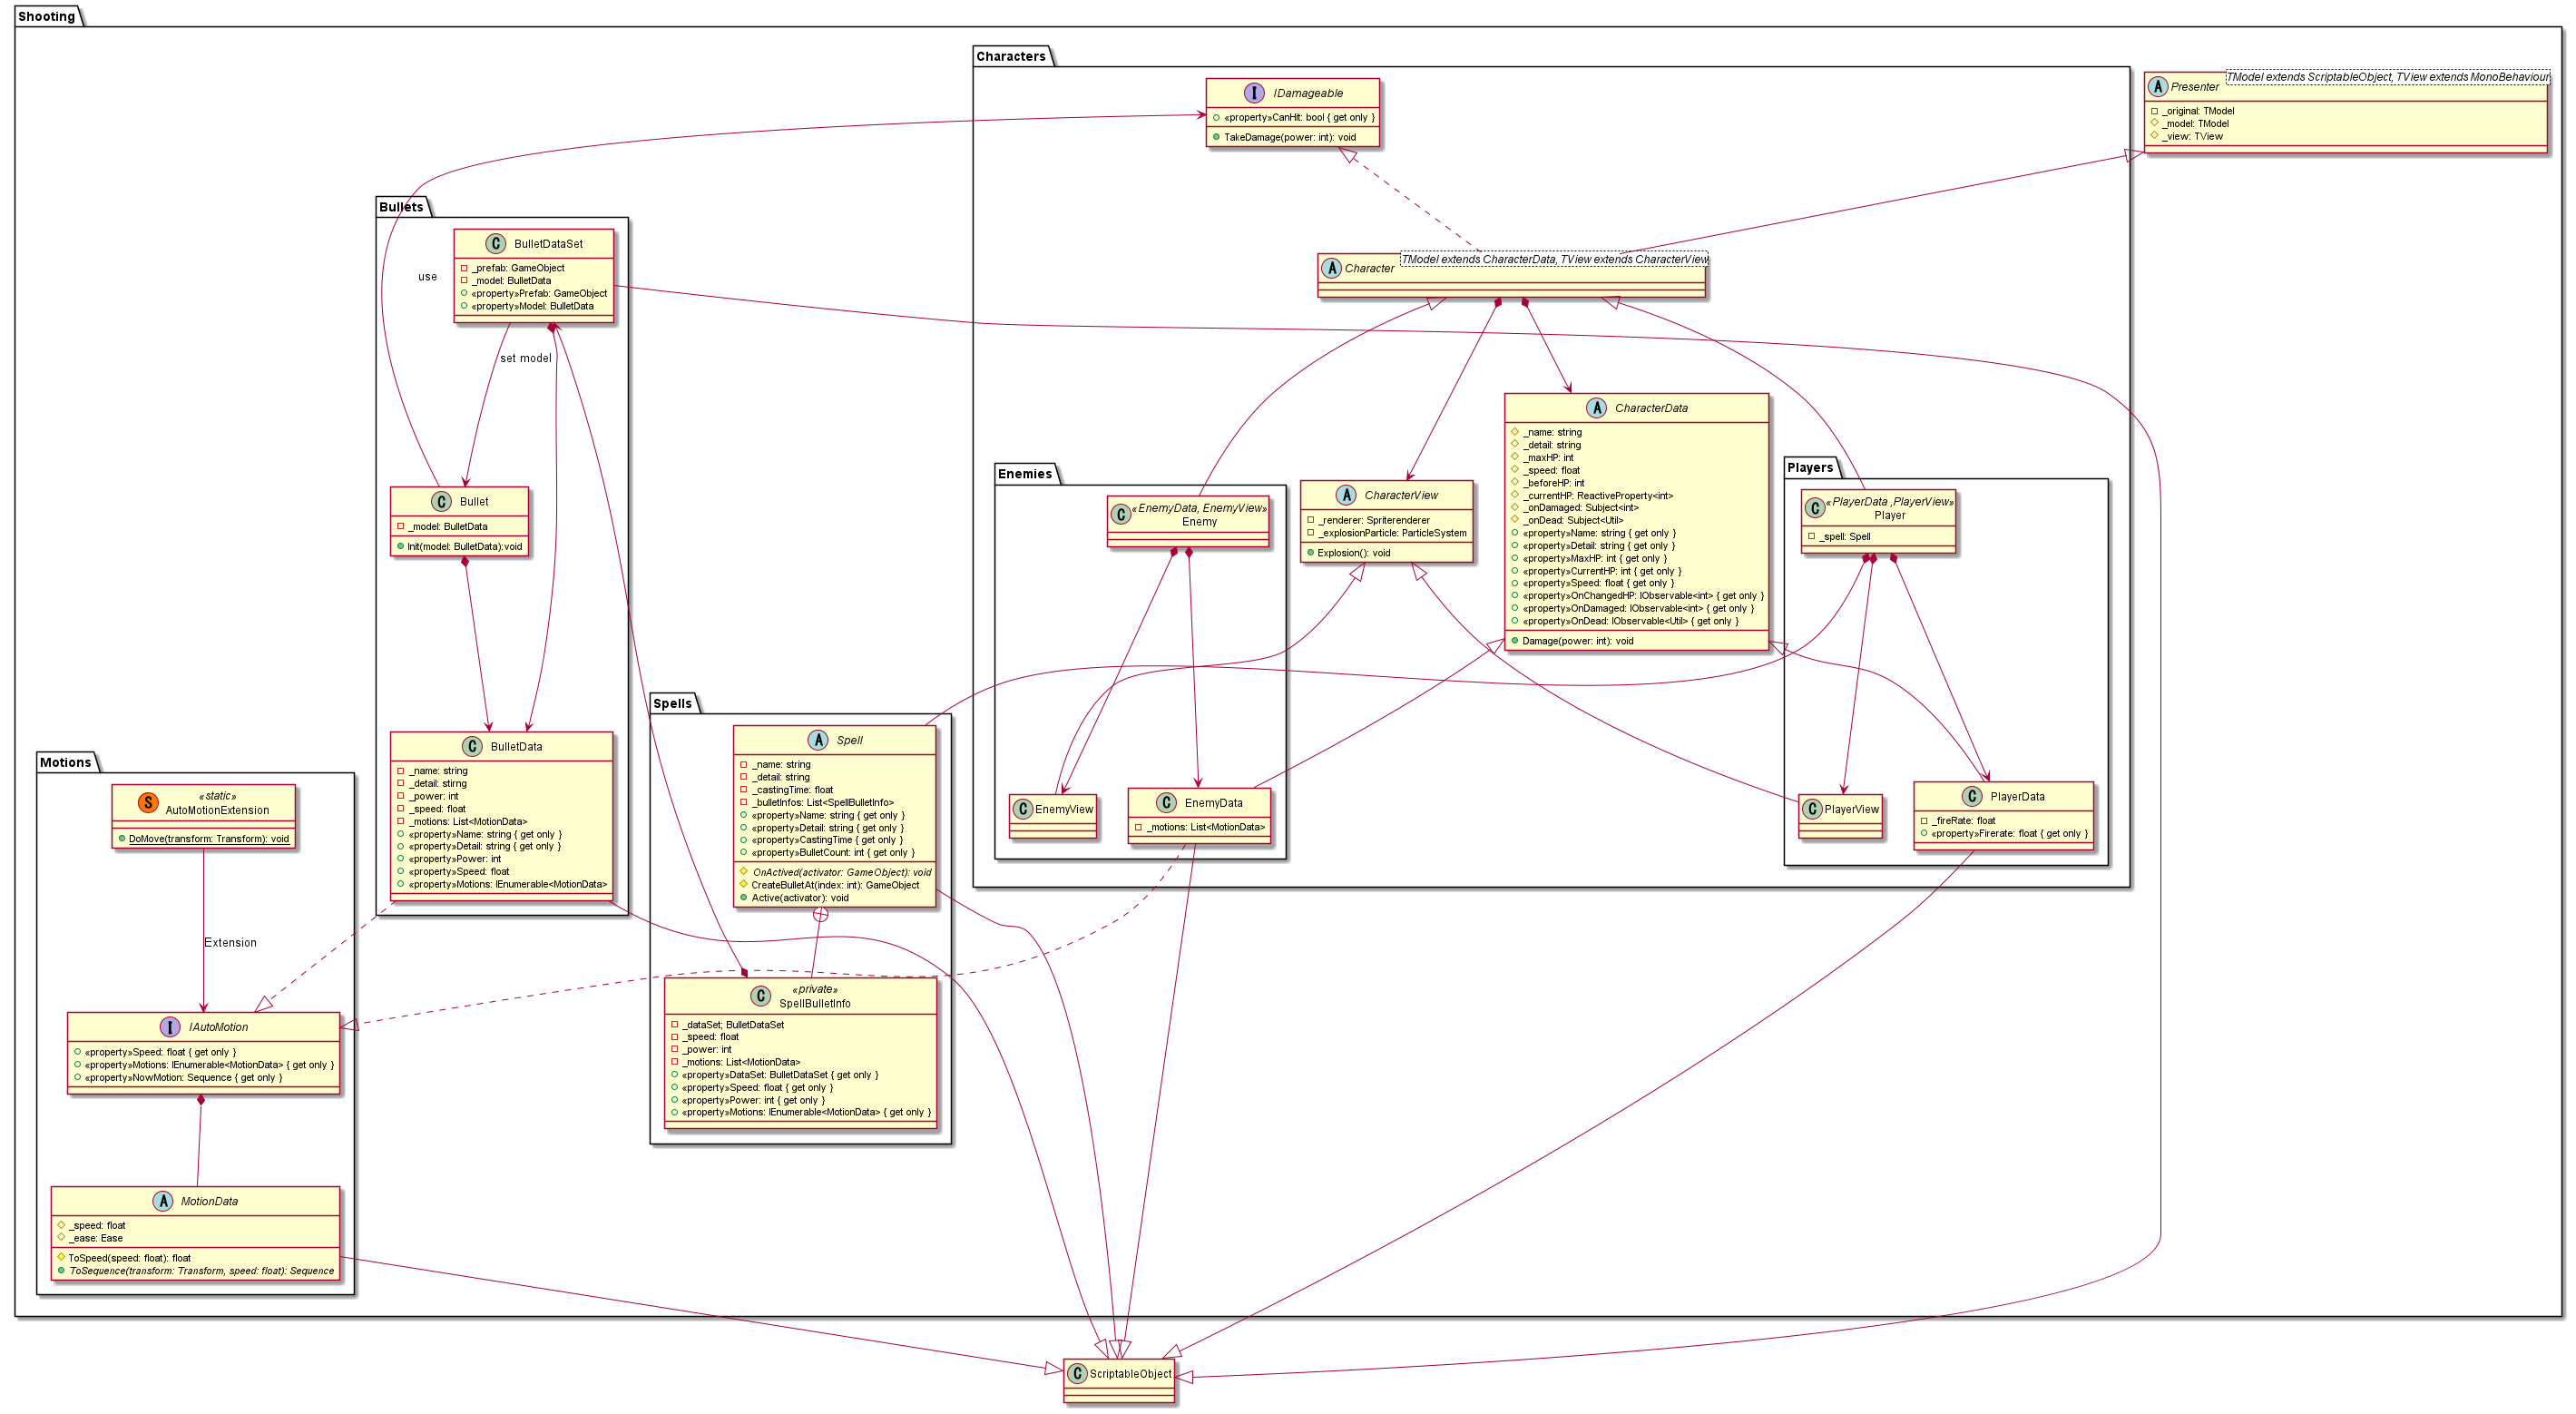 Shooting
Characters
I IDamageable
«property»CanHit: bool { get only }
TakeDamage(power: int): void
A Presenter
TModel extends ScriptableObject, TView extends MonoBehaviour
_original: TModel
_model: TModel
_view: TView
A Character
TModel extends CharacterData, TView extends CharacterView
Bullets
C BulletDataSet
_prefab: GameObject
_model: BulletData
«property»Prefab: GameObject
«property»Model: BulletData
use
set model
C Bullet
_model: BulletData
Init(model: BulletData):void
C BulletData
_name: string
_detail: stirng
_power: int
_speed: float
_motions: List<MotionData>
«property»Name: string { get only }
«property»Detail: string { get only }
«property»Power: int
«property»Speed: float
«property»Motions: IEnumerable<MotionData>
A CharacterData
_name: string
_detail: string
_maxHP: int
_speed: float
_beforeHP: int
_currentHP: ReactiveProperty<int>
_onDamaged: Subject<int>
_onDead: Subject<Util>
«property»Name: string { get only }
«property»Detail: string { get only }
«property»MaxHP: int { get only }
«property»CurrentHP: int { get only }
«property»Speed: float { get only }
«property»OnChangedHP: IObservable<int> { get only }
«property»OnDamaged: IObservable<int> { get only }
«property»OnDead: IObservable<Util> { get only }
Damage(power: int): void
Enemies
C «EnemyData, EnemyView»
Enemy
A CharacterView
_renderer: Spriterenderer
_explosionParticle: ParticleSystem
Explosion(): void
Players
C «PlayerData ,PlayerView»
Player
_spell: Spell
C EnemyView
C EnemyData
_motions: List<MotionData>
C PlayerView
C PlayerData
_fireRate: float
«property»Firerate: float { get only }
Spells
A Spell
_name: string
_detail: string
_castingTime: float
_bulletInfos: List<SpellBulletInfo>
«property»Name: string { get only }
«property»Detail: string { get only }
«property»CastingTime { get only }
«property»BulletCount: int { get only }
OnActived(activator: GameObject): void
CreateBulletAt(index: int): GameObject
Active(activator): void
C «private»
SpellBulletInfo
_dataSet; BulletDataSet
_speed: float
_power: int
_motions: List<MotionData>
«property»DataSet: BulletDataSet { get only }
«property»Speed: float { get only }
«property»Power: int { get only }
«property»Motions: IEnumerable<MotionData> { get only }
Motions
S «static»
AutoMotionExtension
DoMove(transform: Transform): void
Extension
I IAutoMotion
«property»Speed: float { get only }
«property»Motions: IEnumerable<MotionData> { get only }
«property»NowMotion: Sequence { get only }
A MotionData
_speed: float
_ease: Ease
ToSpeed(speed: float): float
ToSequence(transform: Transform, speed: float): Sequence
C ScriptableObject